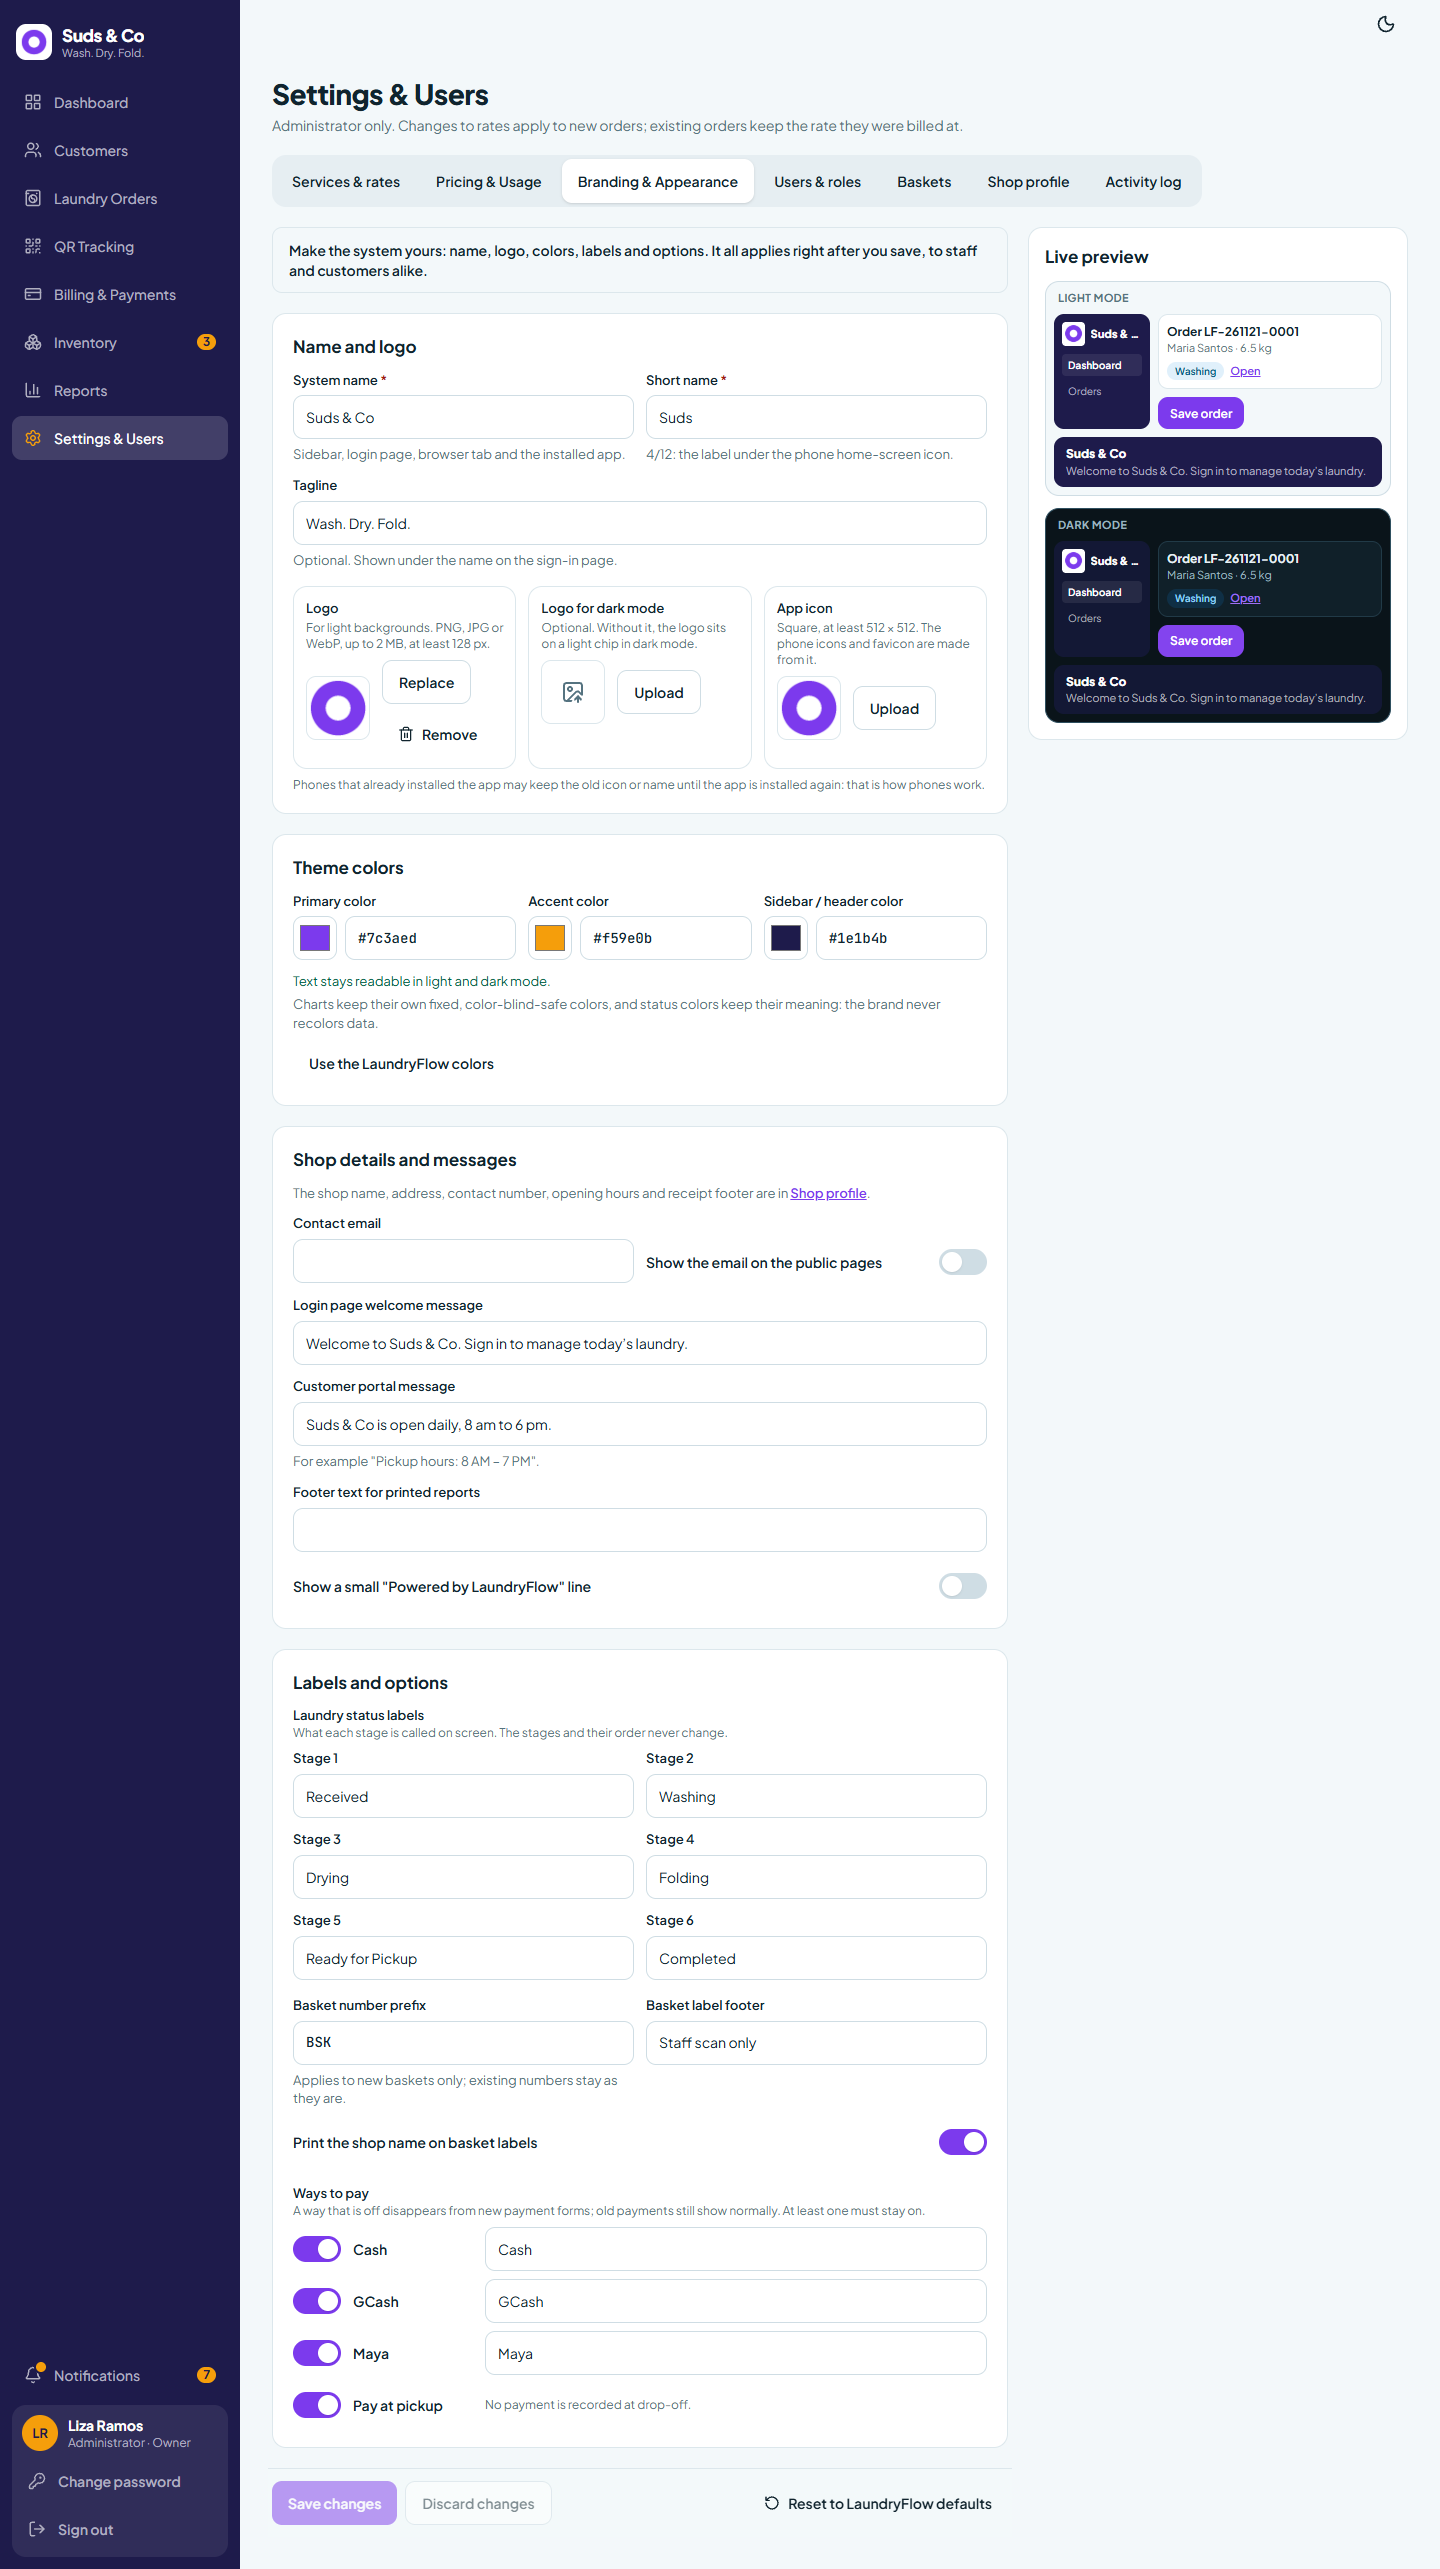 Suds & Co
Wash. Dry. Fold.
Dashboard
Customers
Laundry Orders
QR Tracking
Billing & Payments
Inventory
3
Reports
Settings & Users
Notifications
7
LR
Liza Ramos
Administrator · Owner
Change password
Sign out
Settings & Users
Administrator only. Changes to rates apply to new orders; existing orders keep the rate they were billed at.
Services & rates
Pricing & Usage
Branding & Appearance
Users & roles
Baskets
Shop profile
Activity log
Make the system yours: name, logo, colors, labels and options. It all applies right after you save, to staff
and customers alike.
Name and logo
System name *
Short name *
Suds & Co
Suds
Sidebar, login page, browser tab and the installed app.
4/12: the label under the phone home-screen icon.
Tagline
Wash. Dry. Fold.
Optional. Shown under the name on the sign-in page.
Logo
For light backgrounds. PNG, JPG or
WebP, up to 2 MB, at least 128 px.
Replace
Remove
Logo for dark mode
Optional. Without it, the logo sits
on a light chip in dark mode.
Upload
App icon
Square, at least 512 × 512. The
phone icons and favicon are made
from it.
Upload
Phones that already installed the app may keep the old icon or name until the app is installed again: that is how phones work.
Theme colors
Primary color
Accent color
Sidebar / header color
#7c3aed
#f59e0b
#1e1b4b
Text stays readable in light and dark mode.
Charts keep their own fixed, color-blind-safe colors, and status colors keep their meaning: the brand never
recolors data.
Use the LaundryFlow colors
Shop details and messages
The shop name, address, contact number, opening hours and receipt footer are in Shop profile.
Contact email
Show the email on the public pages
Login page welcome message
Welcome to Suds & Co. Sign in to manage today's laundry.
Customer portal message
Suds & Co is open daily, 8 am to 6 pm.
For example "Pickup hours: 8 AM – 7 PM".
Footer text for printed reports
Show a small "Powered by LaundryFlow" line
Labels and options
Laundry status labels
What each stage is called on screen. The stages and their order never change.
Stage 1
Stage 2
Received
Washing
Stage 3
Stage 4
Drying
Folding
Stage 5
Stage 6
Ready for Pickup
Completed
Basket number prefix
Basket label footer
BSK
Staff scan only
Applies to new baskets only; existing numbers stay as
they are.
Print the shop name on basket labels
Ways to pay
A way that is off disappears from new payment forms; old payments still show normally. At least one must stay on.
Cash
Cash
GCash
GCash
Maya
Maya
Pay at pickup
No payment is recorded at drop-off.
Save changes
Discard changes
Reset to LaundryFlow defaults
Live preview
LIGHT MODE
Suds & …
Dashboard
Orders
Order LF-261121-0001
Maria Santos · 6.5 kg
Washing
Open
Save order
Suds & Co
Welcome to Suds & Co. Sign in to manage today's laundry.
DARK MODE
Suds & …
Dashboard
Orders
Order LF-261121-0001
Maria Santos · 6.5 kg
Washing
Open
Save order
Suds & Co
Welcome to Suds & Co. Sign in to manage today's laundry.